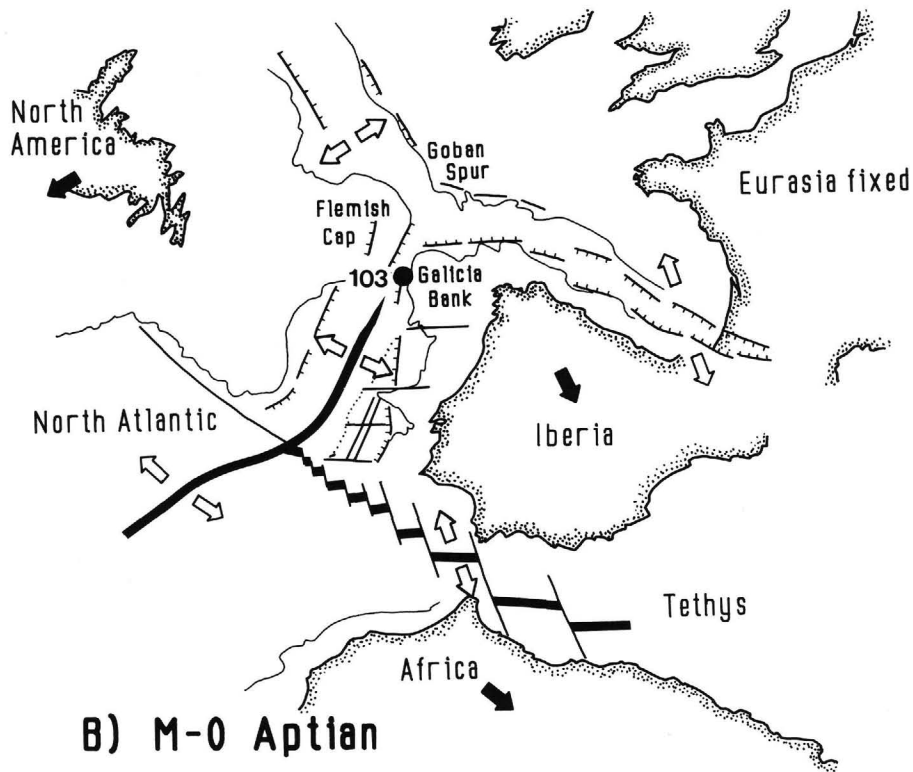 North
America
Goban
Spur
Eurasia fixed
Flemish
Cap
103
Galicia
Bank
North Atlantic
Iberia
Tethys
Africa
B) M-0 Aptian